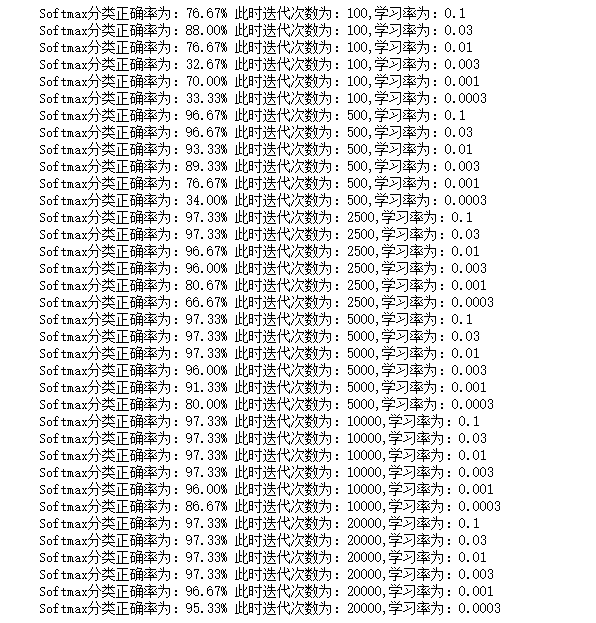 Softmax分类正确率为：76.67% 此时迭代次数为：100,学习率为：0.1
Softmax分类正确率为：88.00% 此时迭代次数为：100,学习率为：0.03
Softmax分类正确率为：76.67% 此时迭代次数为：100,学习率为：0.01
Softmax分类正确率为：32.67% 此时迭代次数为：100,学习率为：0.003
Softmax分类正确率为：70.00% 此时迭代次数为：100,学习率为：0.001
Softmax分类正确率为：33.33% 此时迭代次数为：100,学习率为：0.0003
Softmax分类正确率为：96.67% 此时迭代次数为：500,学习率为：0.1
Softmax分类正确率为：96.67% 此时迭代次数为：500,学习率为：0.03
Softmax分类正确率为：93.33% 此时迭代次数为：500,学习率为：0.01
Softmax分类正确率为：89.33% 此时迭代次数为：500,学习率为：0.003
Softmax分类正确率为：76.67% 此时迭代次数为：500,学习率为：0.001
Softmax分类正确率为：34.00% 此时迭代次数为：500,学习率为：0.0003
Softmax分类正确率为：97.33% 此时迭代次数为：2500,学习率为：0.1
Softmax分类正确率为：97.33% 此时迭代次数为：2500,学习率为：0.03
Softmax分类正确率为：96.67% 此时迭代次数为：2500,学习率为：0.01
Softmax分类正确率为：96.00% 此时迭代次数为：2500,学习率为：0.003
Softmax分类正确率为：80.67% 此时迭代次数为：2500,学习率为：0.001
Softmax分类正确率为：66.67% 此时迭代次数为：2500,学习率为：0.0003
Softmax分类正确率为：97.33% 此时迭代次数为：5000,学习率为：0.1
Softmax分类正确率为：97.33% 此时迭代次数为：5000,学习率为：0.03
Softmax分类正确率为：97.33% 此时迭代次数为：5000,学习率为：0.01
Softmax分类正确率为：96.00% 此时迭代次数为：5000,学习率为：0.003
Softmax分类正确率为：91.33% 此时迭代次数为：5000,学习率为：0.001
Softmax分类正确率为：80.00% 此时迭代次数为：5000,学习率为：0.0003
Softmax分类正确率为：97.33% 此时迭代次数为：10000,学习率为：0.1
Softmax分类正确率为：97.33% 此时迭代次数为：10000,学习率为：0.03
Softmax分类正确率为：97.33% 此时迭代次数为：10000,学习率为：0.01
Softmax分类正确率为：97.33% 此时迭代次数为：10000,学习率为：0.003
Softmax分类正确率为：96.00% 此时迭代次数为：10000,学习率为：0.001
Softmax分类正确率为：86.67% 此时迭代次数为：10000,学习率为：0.0003
Softmax分类正确率为：97.33% 此时迭代次数为：20000,学习率为：0.1
Softmax分类正确率为：97.33% 此时迭代次数为：20000,学习率为：0.03
Softmax分类正确率为：97.33% 此时迭代次数为：20000,学习率为：0.01
Softmax分类正确率为：97.33% 此时迭代次数为：20000,学习率为：0.003
Softmax分类正确率为：96.67% 此时迭代次数为：20000,学习率为：0.001
Softmax分类正确率为：95.33% 此时迭代次数为：20000,学习率为：0.0003